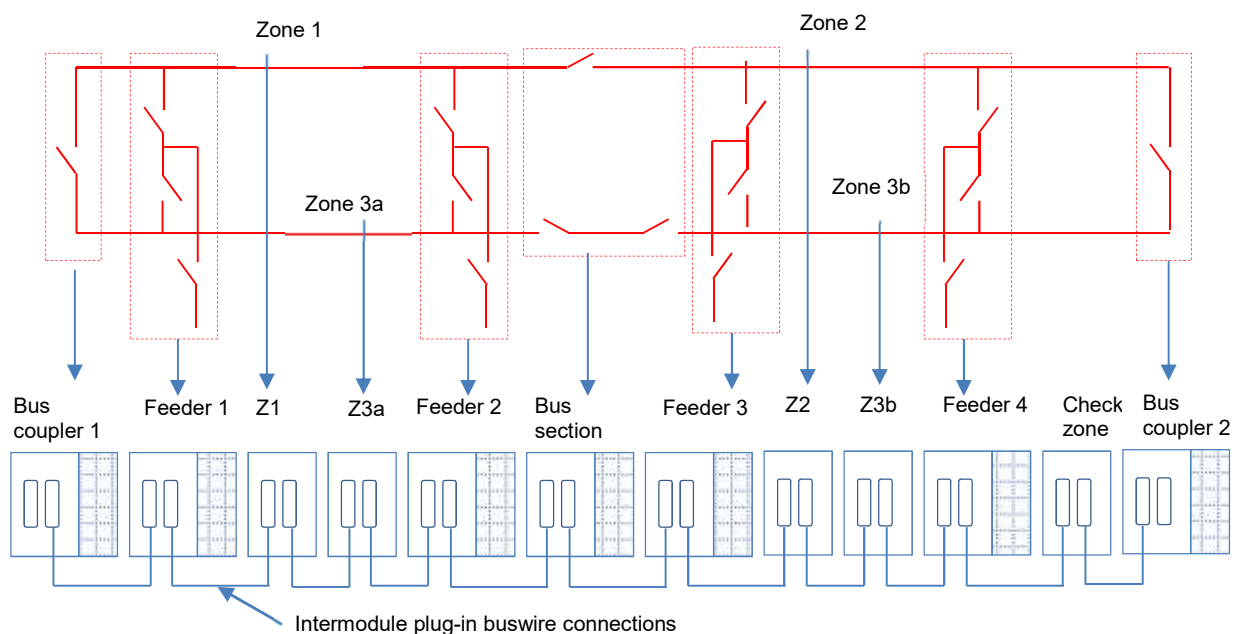 Zone 1
Zone 2
Zone 3a
Zone 3b
Bus
coupler 1
Feeder 1
Z1
Z3a
Feeder 2
Bus
section
Feeder 3
Z2
Z3b
Feeder 4
Check
zone
Bus
coupler 2
Intermodule plug-in buswire connections